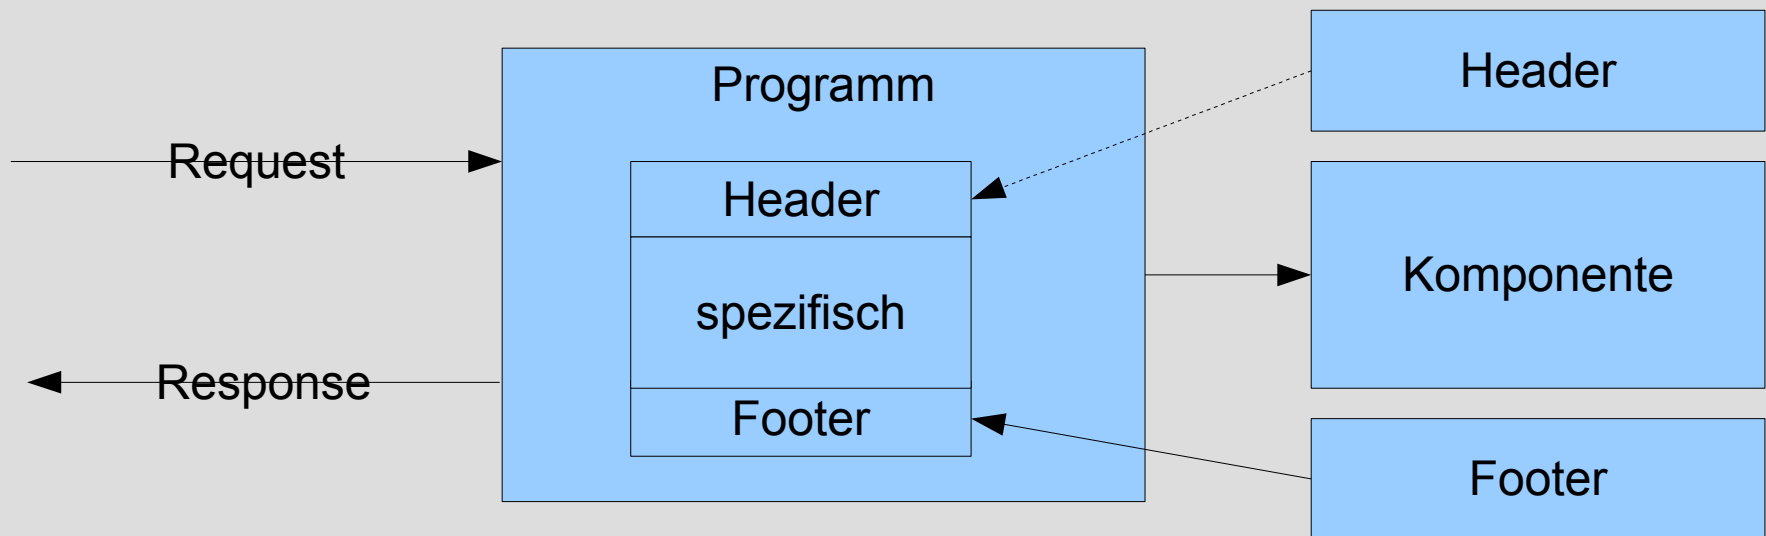 Programm
Request
Header
spezifisch
Response
Footer
Header
Komponente
Footer